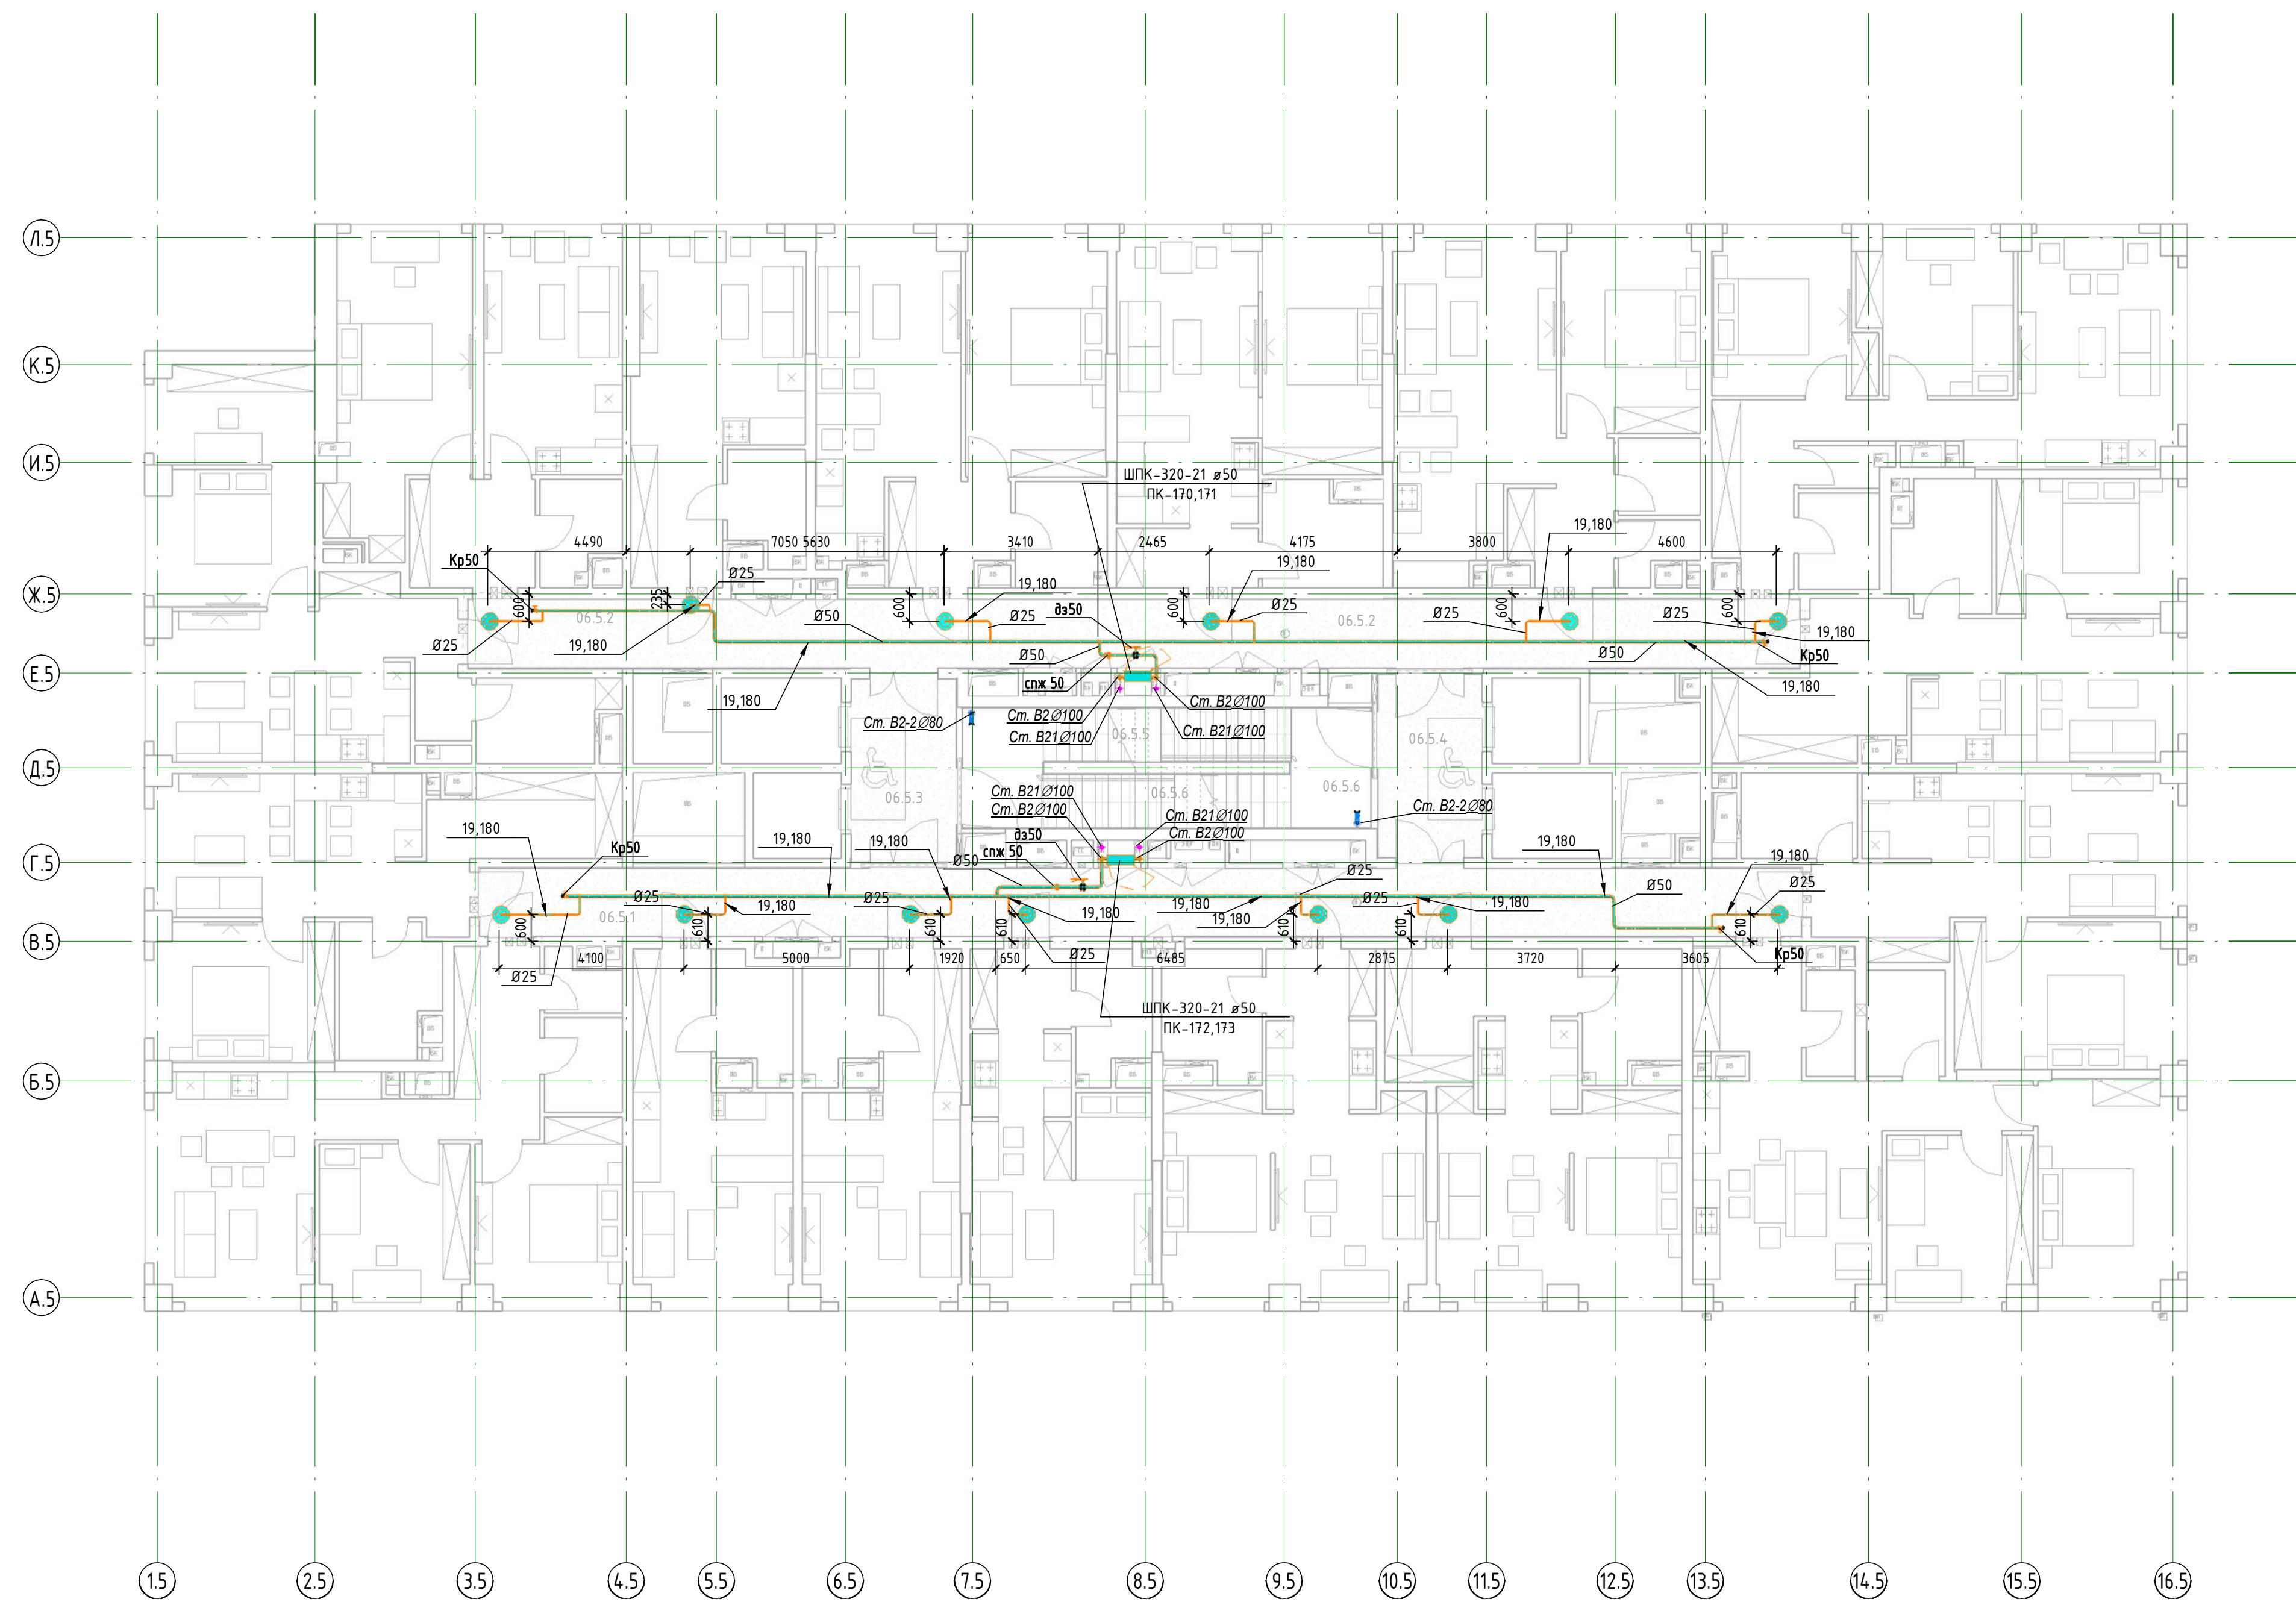 Л.5
К.5
И.5
ШПК-320-21 ø50
ПК-170,171
19,180
4490
7050 5630
3410
2465
4175
3800
4600
Кр50
Ø25
19,180
19,180
Ж.5
600
235
600
дз50
600
Ø25
600
Ø25
600
06.5.2
Ø50
Ø25
06.5.2
Ø25
19,180
Ø25
19,180
Ø50
Ø50
Кр50
Е.5
спж 50
19,180
19,180
Ст. В2Ø100
Ст. В2Ø100
Ст. В2-2Ø80
Ст. В21Ø100
Ст. В21Ø100
06.5.5
06.5.4
Д.5
06.5.3
Ст. В21Ø100
06.5.6
06.5.6
Ст. В2Ø100
Ст. В21Ø100
Ст. В2-2Ø80
19,180
дз50
Ст. В2Ø100
19,180
19,180
19,180
Кр50
спж 50
Г.5
Ø50
19,180
Ø25
Ø50
Ø25
Ø25
Ø25
Ø25
19,180
19,180
19,180
06.5.1
19,180
19,180
600
610
610
610
610
610
610
В.5
4100
5000
1920
650
Ø25
6485
2875
3720
3605
Кр50
Ø25
ШПК-320-21 ø50
ПК-172,173
Б.5
А.5
1.5
2.5
3.5
4.5
5.5
6.5
7.5
8.5
9.5
10.5
11.5
12.5
13.5
14.5
15.5
16.5